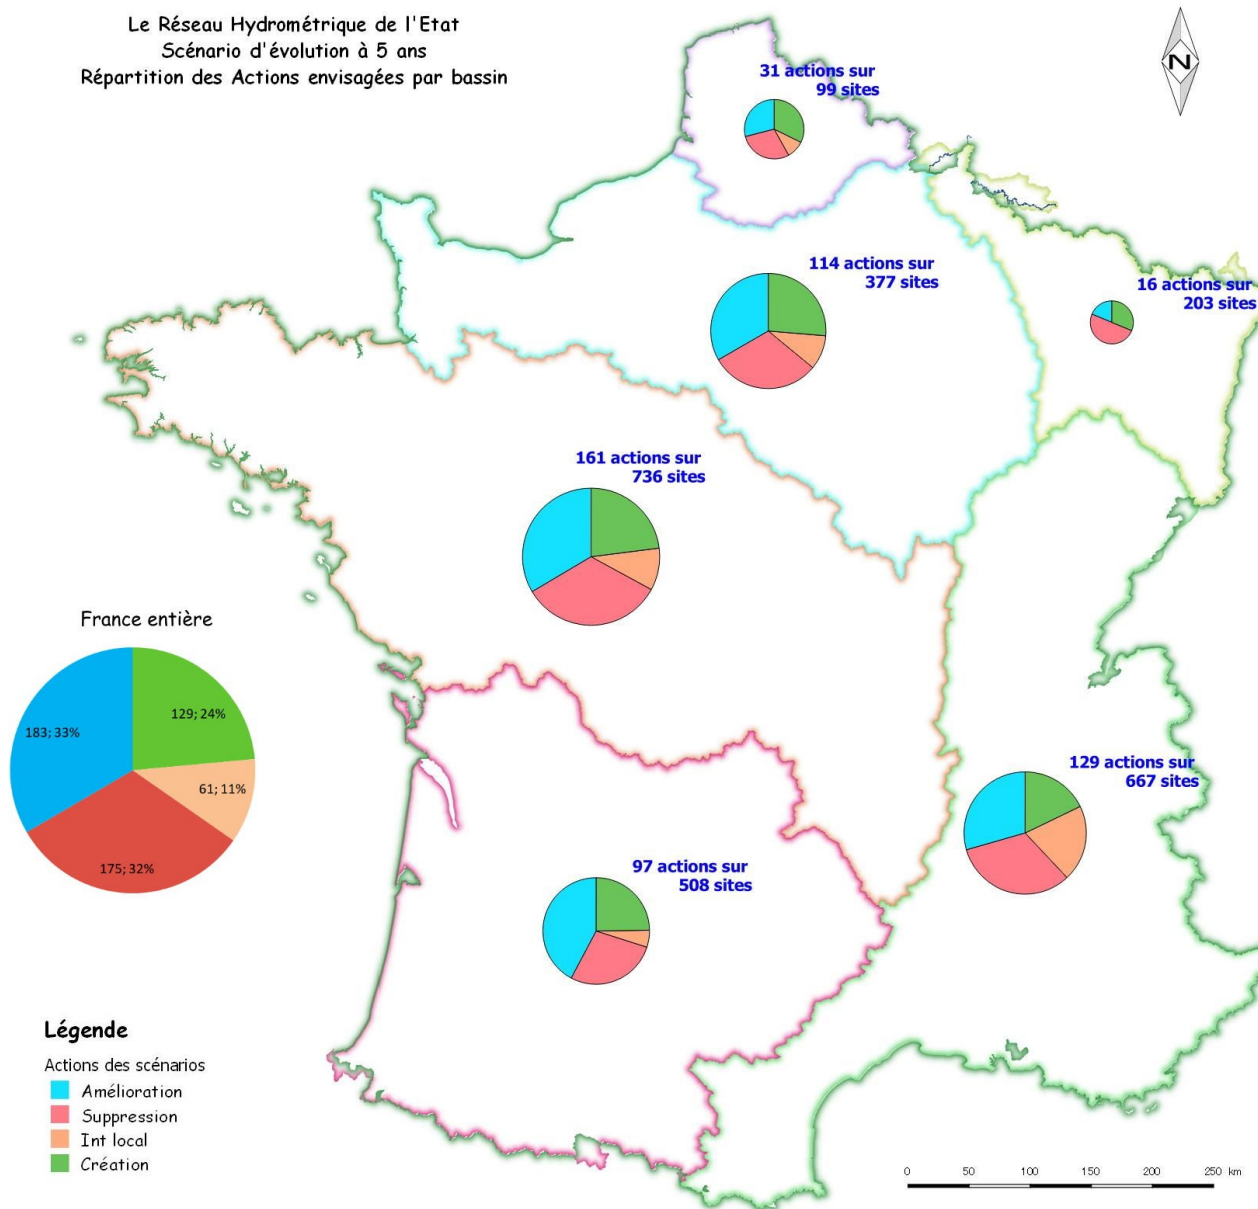 Le Réseau Hydrométrique de l'Etat
Scénario d'évolution à 5 ans
Répartition des Actions envisagées par bassin
N
31 actions sur
99 sites
114 actions sur
377 sites
16 actions sur
203 sites
161 actions sur
736 sites
France entière
129; 24%
183; 33%
61; 11%
175; 32%
129 actions sur
667 sites
97 actions sur
508 sites
Légende
Actions des scénarios
Amélioration
Suppression
Int local
Création
0 50 100 150 200 250 km